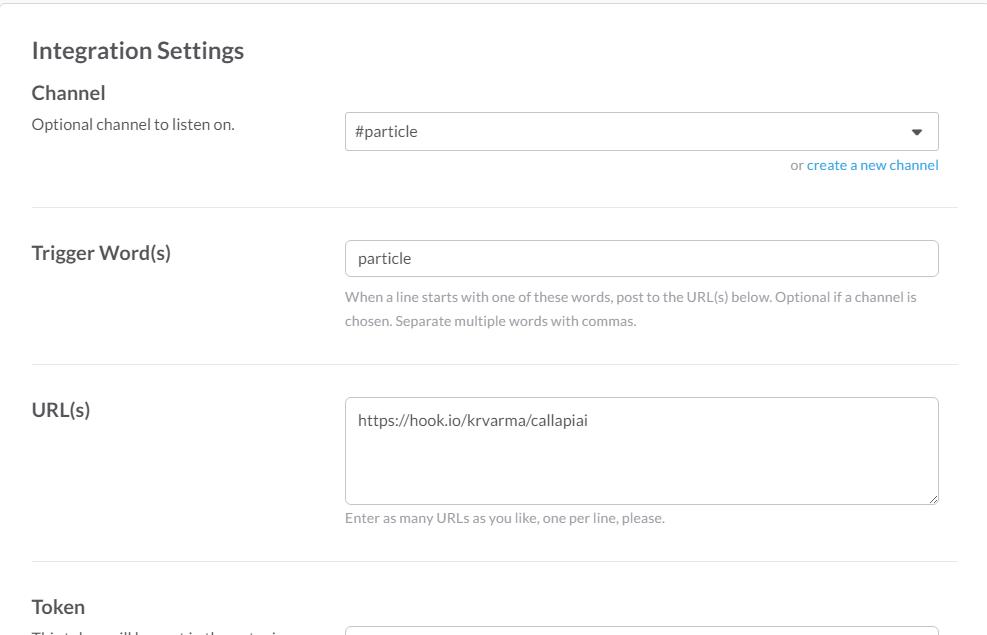 Integration Settings
Channel
Optional channel to listen on.
#particle
or create a new channel
Trigger Word(s)
particle
When a line starts with one of these words, post to the URL(s) below. Optional if a channel is
chosen. Separate multiple words with commas.
URL(s)
https://hook.io/krvarma/callapiai
Enter as many URLs as you like, one per line, please.
Token